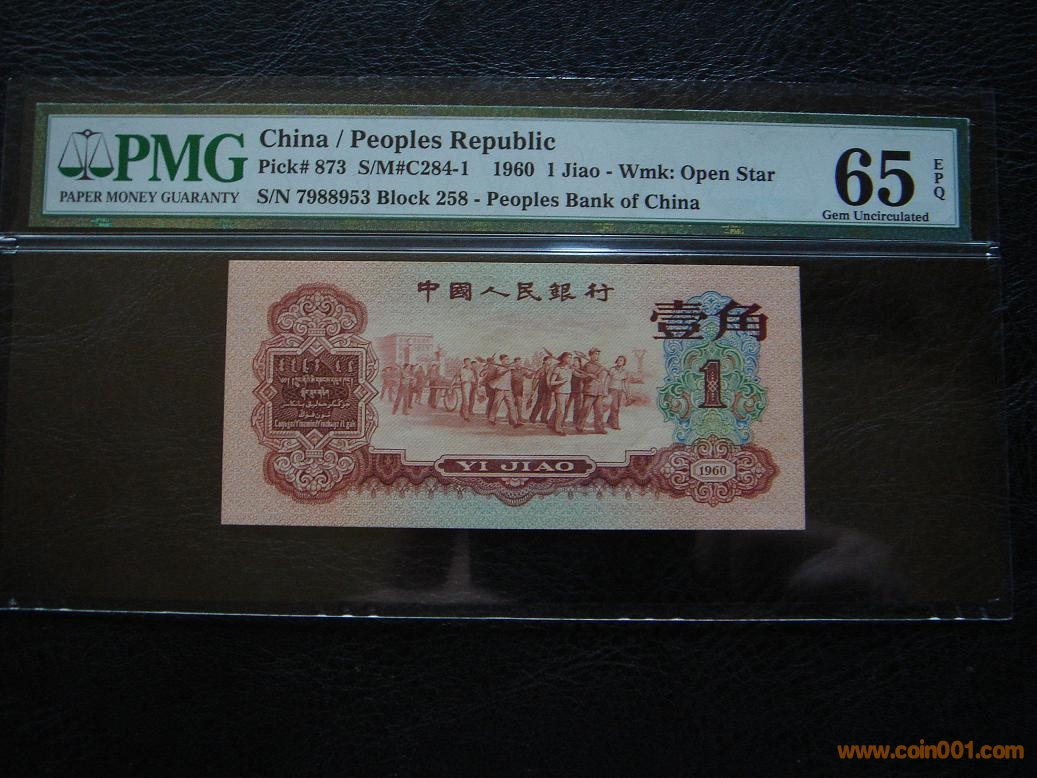 PMG
PAPER MONEY GUARANTY
China / Peoples Republic
Pick# 873 S/M#C284-1 1960 1 Jiao - Wmk: Open Star
S/N 7988953 Block 258 - Peoples Bank of China
65
EPQ
Gem Uncirculated
中國人民銀行
壹角
1
YI JIAO
1960
www.coin001.com